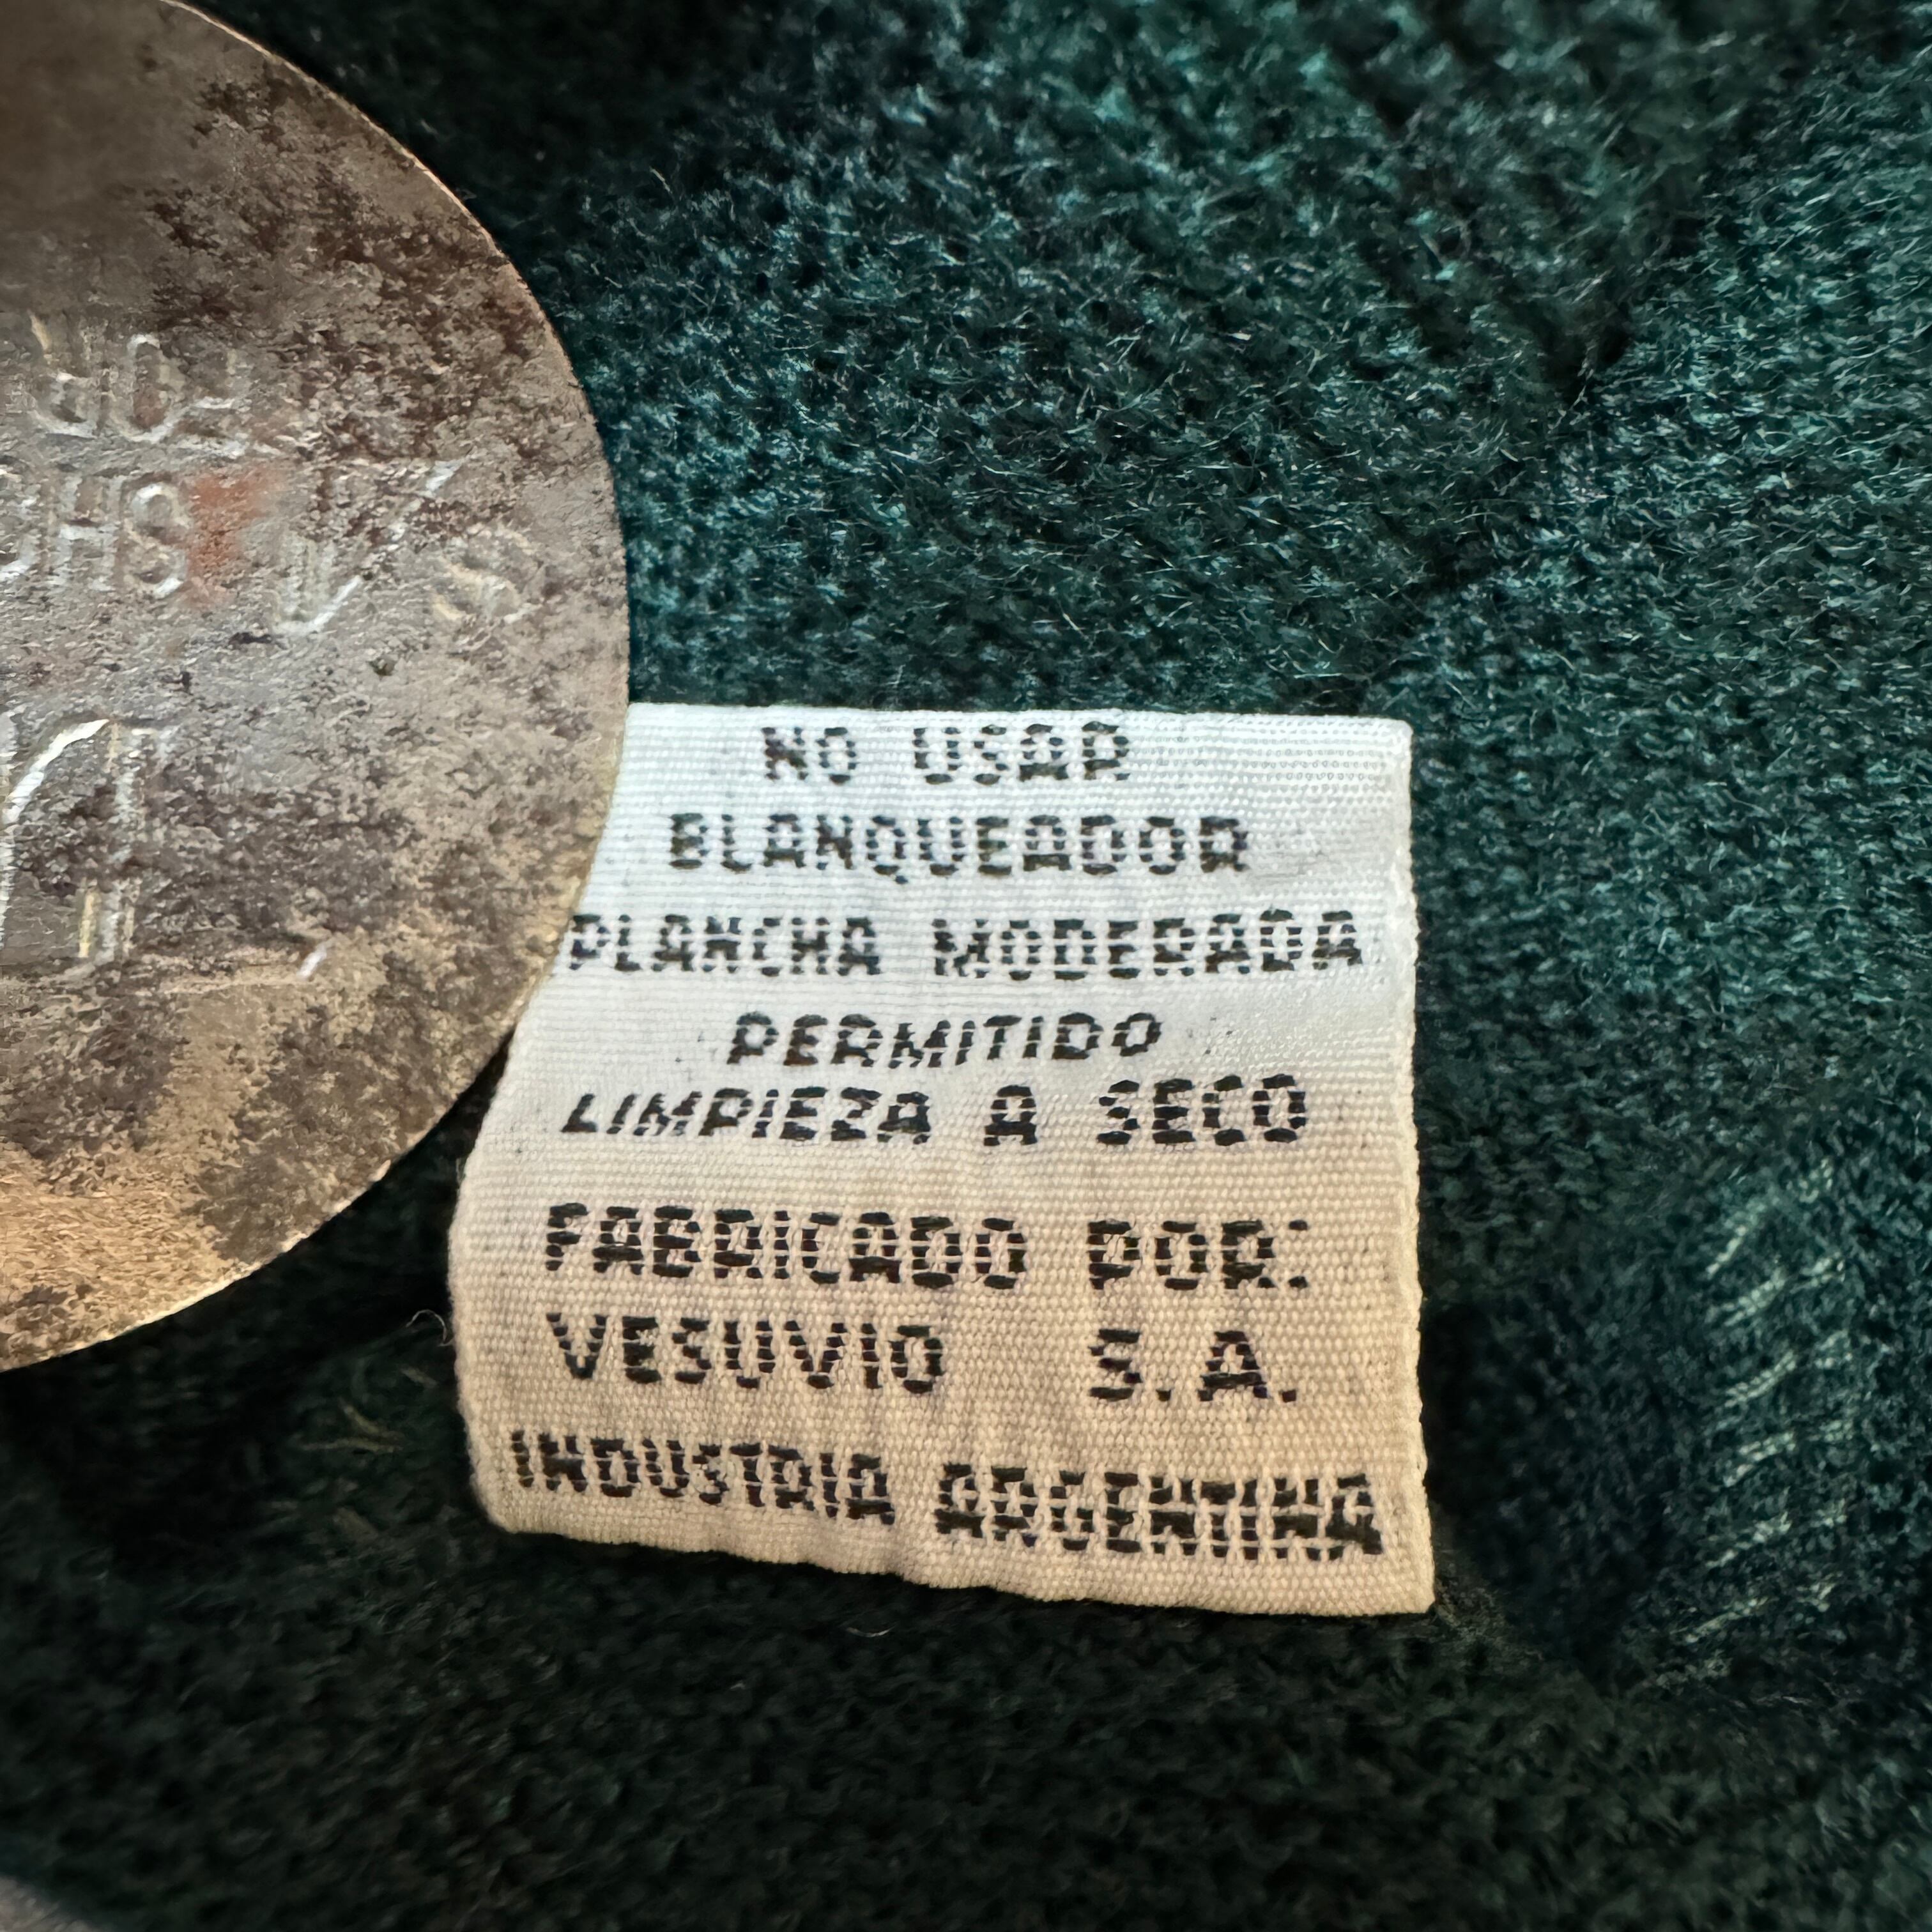 NO USAR
BLANQUEADOR
PLANCHA MODERADA
PERMITIDO
LIMPIEZA A SECO
FABRICADO POR:
VESUVIO S.A.
INDUSTRIA ARGENTINA